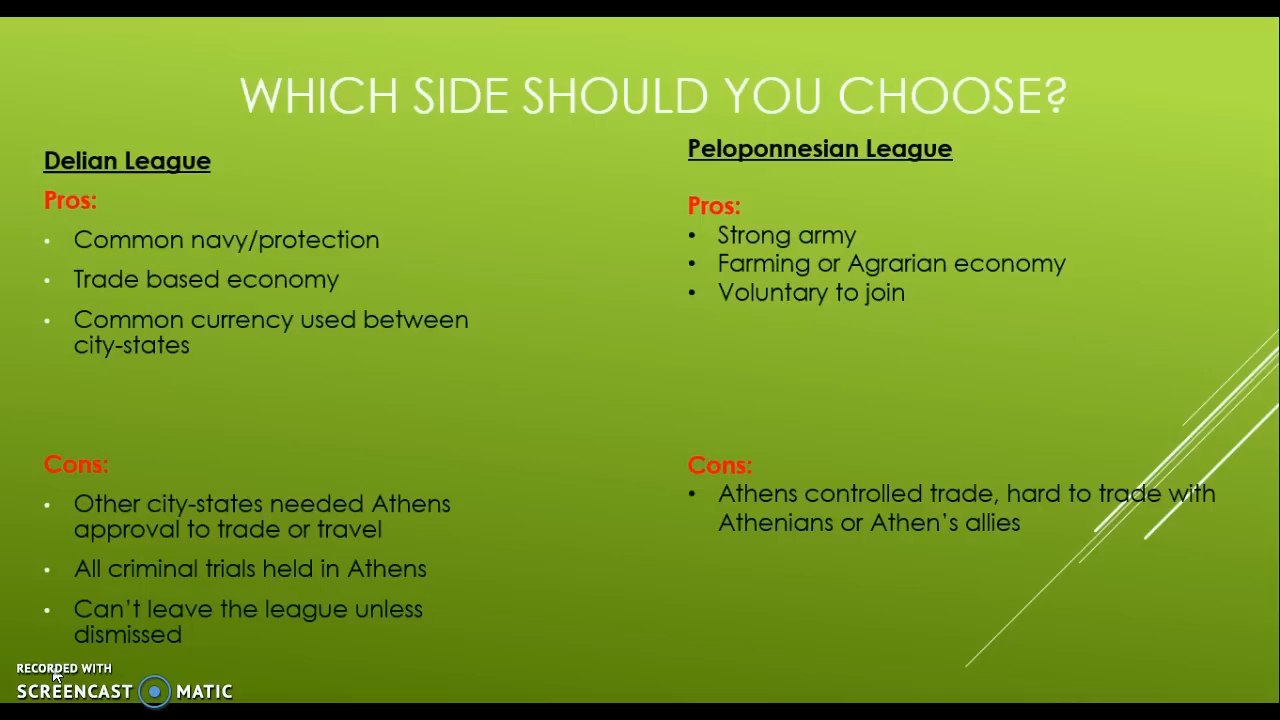 WHICH SIDE SHOULD YOU CHOOSE?
Delian League
Pros:
• Common navy/protection
• Trade based economy
• Common currency used between
city-states
Cons:
• Other city-states needed Athens
approval to trade or travel
• All criminal trials held in Athens
• Can't leave the league unless
dismissed
Peloponnesian League
Pros:
• Strong army
• Farming or Agrarian economy
• Voluntary to join
Cons:
• Athens controlled trade, hard to trade with
Athenians or Athen's allies
RECORDED WITH
SCREENCAST MATIC